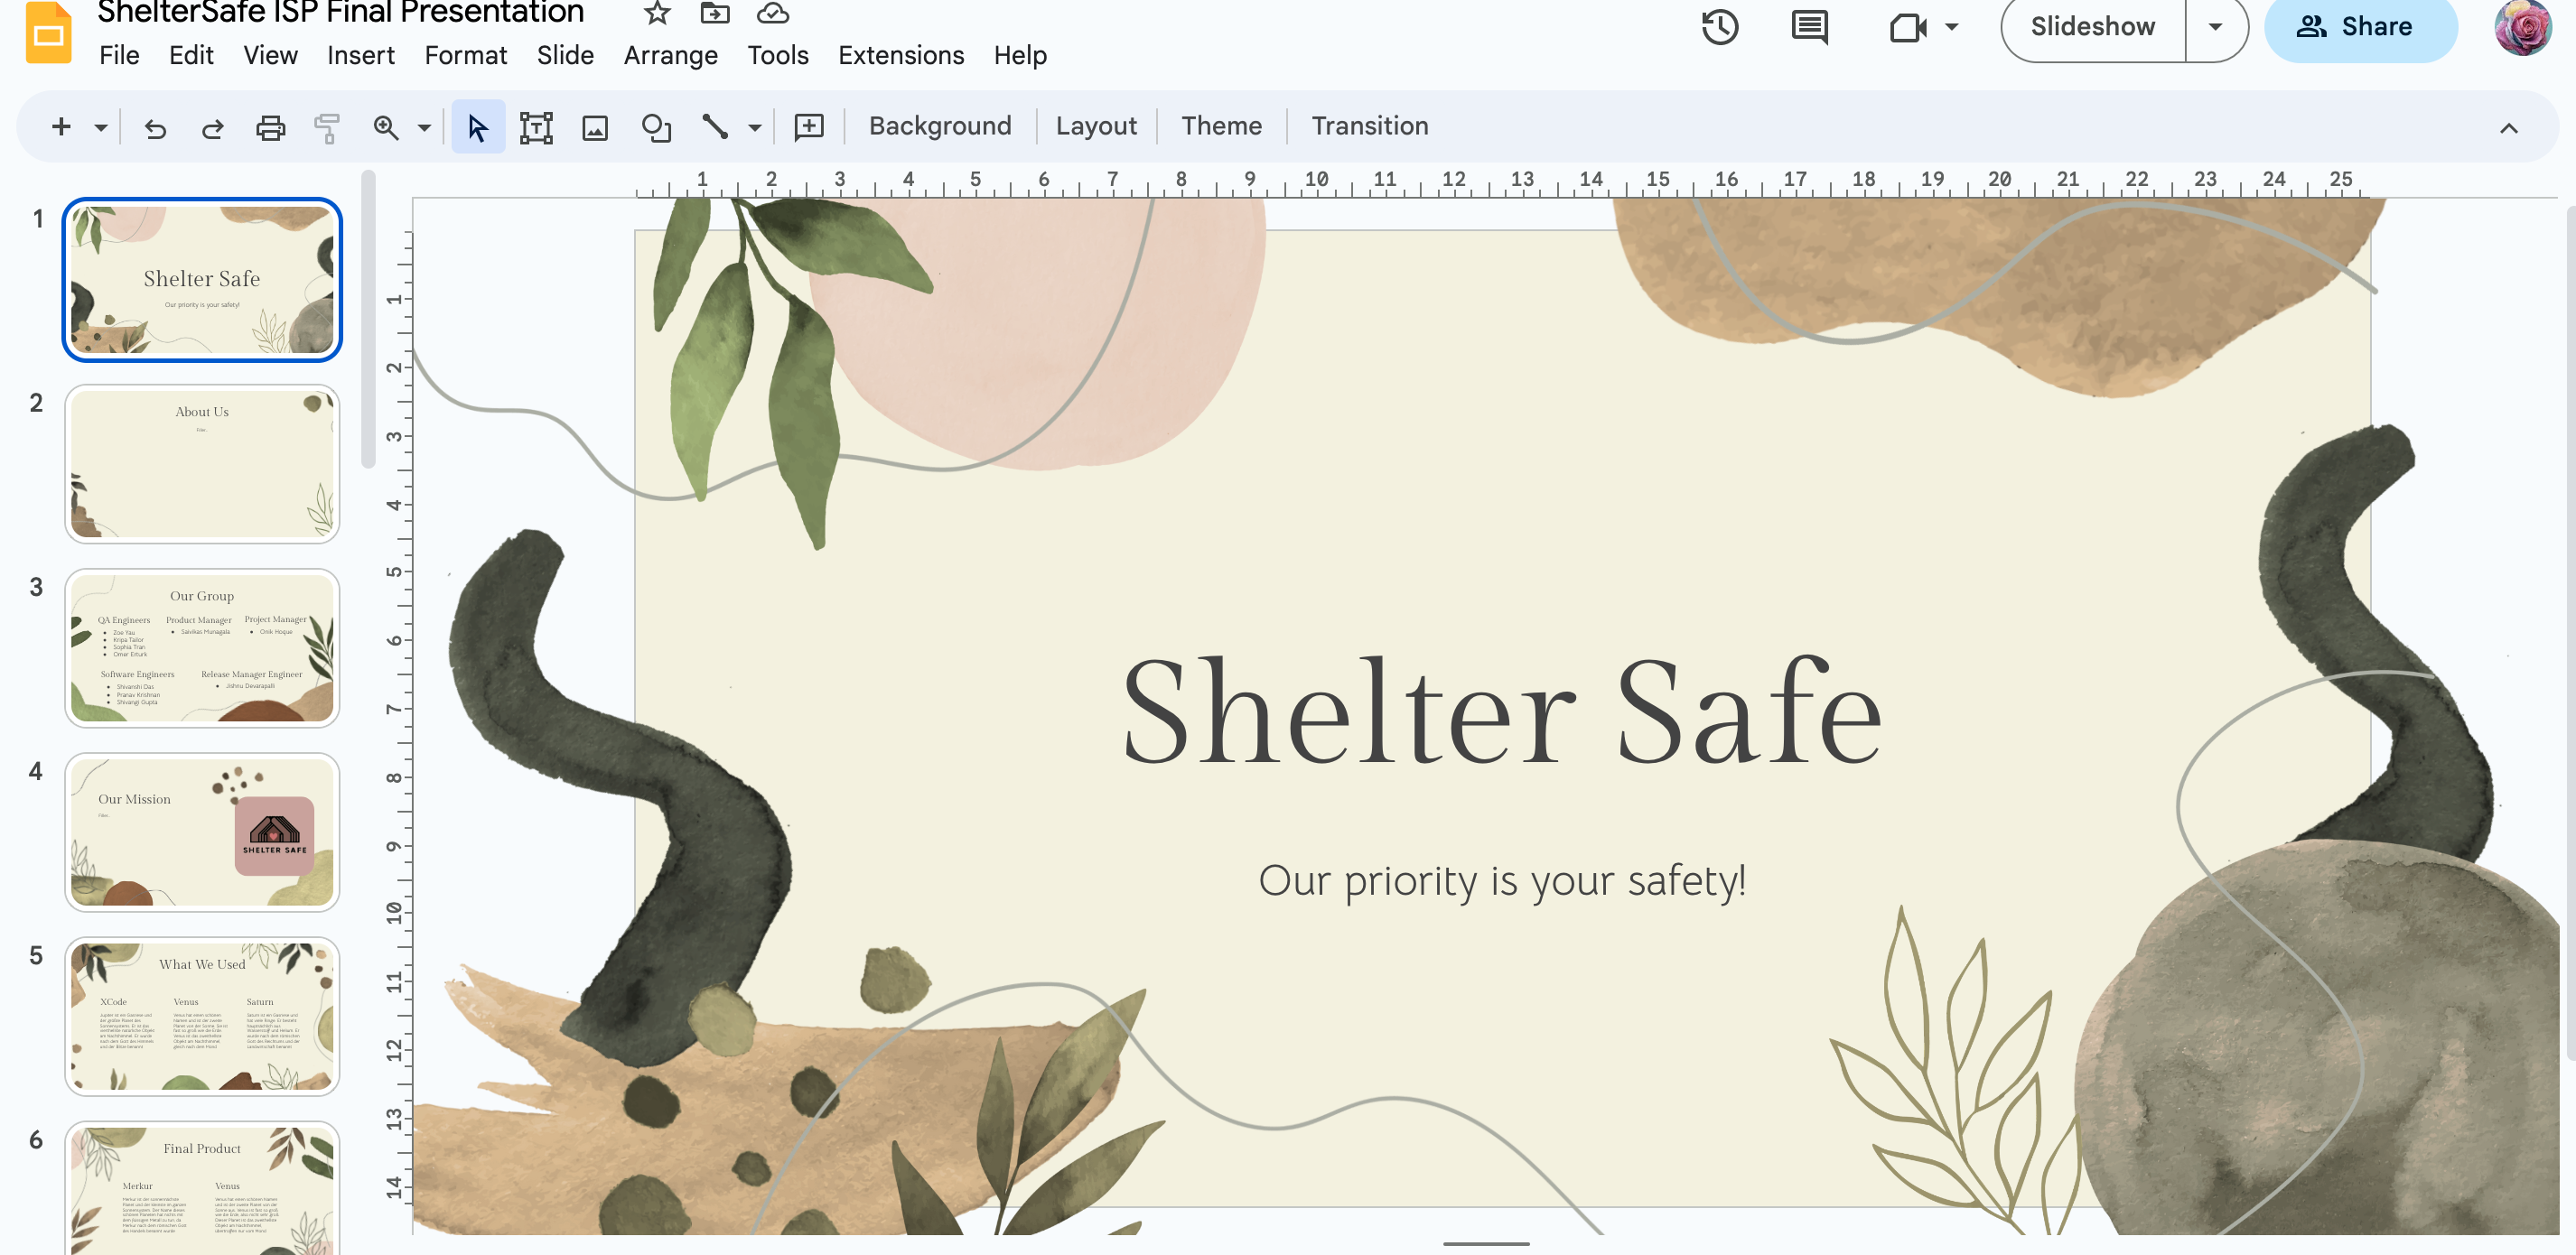 ShelterSafe ISP Final Presentation
File Edit View Insert Format Slide Arrange Tools Extensions Help
Slideshow
Share
Background Layout Theme Transition
1 2 3 4 5 6 7 8 9 10 11 12 13 14 15 16 17 18 19 20 21 22 23 24 25
1
2
3
4
5
6
7
8
9
10
11
12
13
14
1
Shelter Safe
Our priority is your safety!
2
About Us
3
Our Group
QA Engineers
Zoe Yau
Kripa Tailor
Sophia Tran
Omer Erturk
Product Manager
Saivikas Munagala
Project Manager
Onik Hoque
Software Engineers
Shivanshi Das
Pranav Krishnan
Shivangi Gupta
Release Manager Engineer
Jishnu Devarapalli
4
Our Mission
SHELTER SAFE
5
What We Used
XCode
Venus
Saturn
6
Final Product
Merkur
Venus
Shelter Safe
Our priority is your safety!